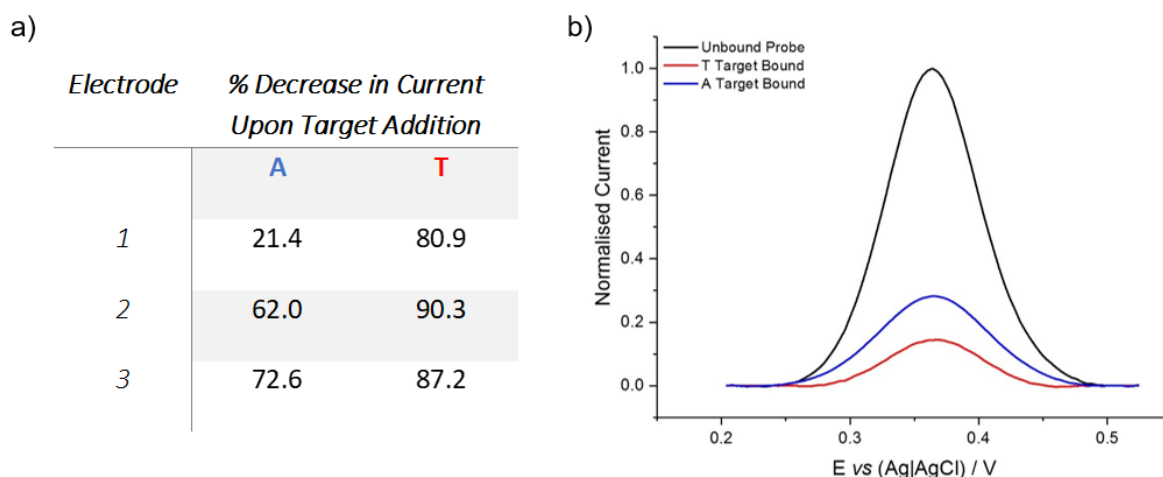 a)
Electrode % Decrease in Current
Upon Target Addition
A T
1 21.4 80.9
2 62.0 90.3
3 72.6 87.2
b)
Unbound Probe
T Target Bound
A Target Bound
1.0
0.8
0.6
0.4
0.2
0.0
Normalised Current
0.2 0.3 0.4 0.5
E vs (Ag|AgCl) / V